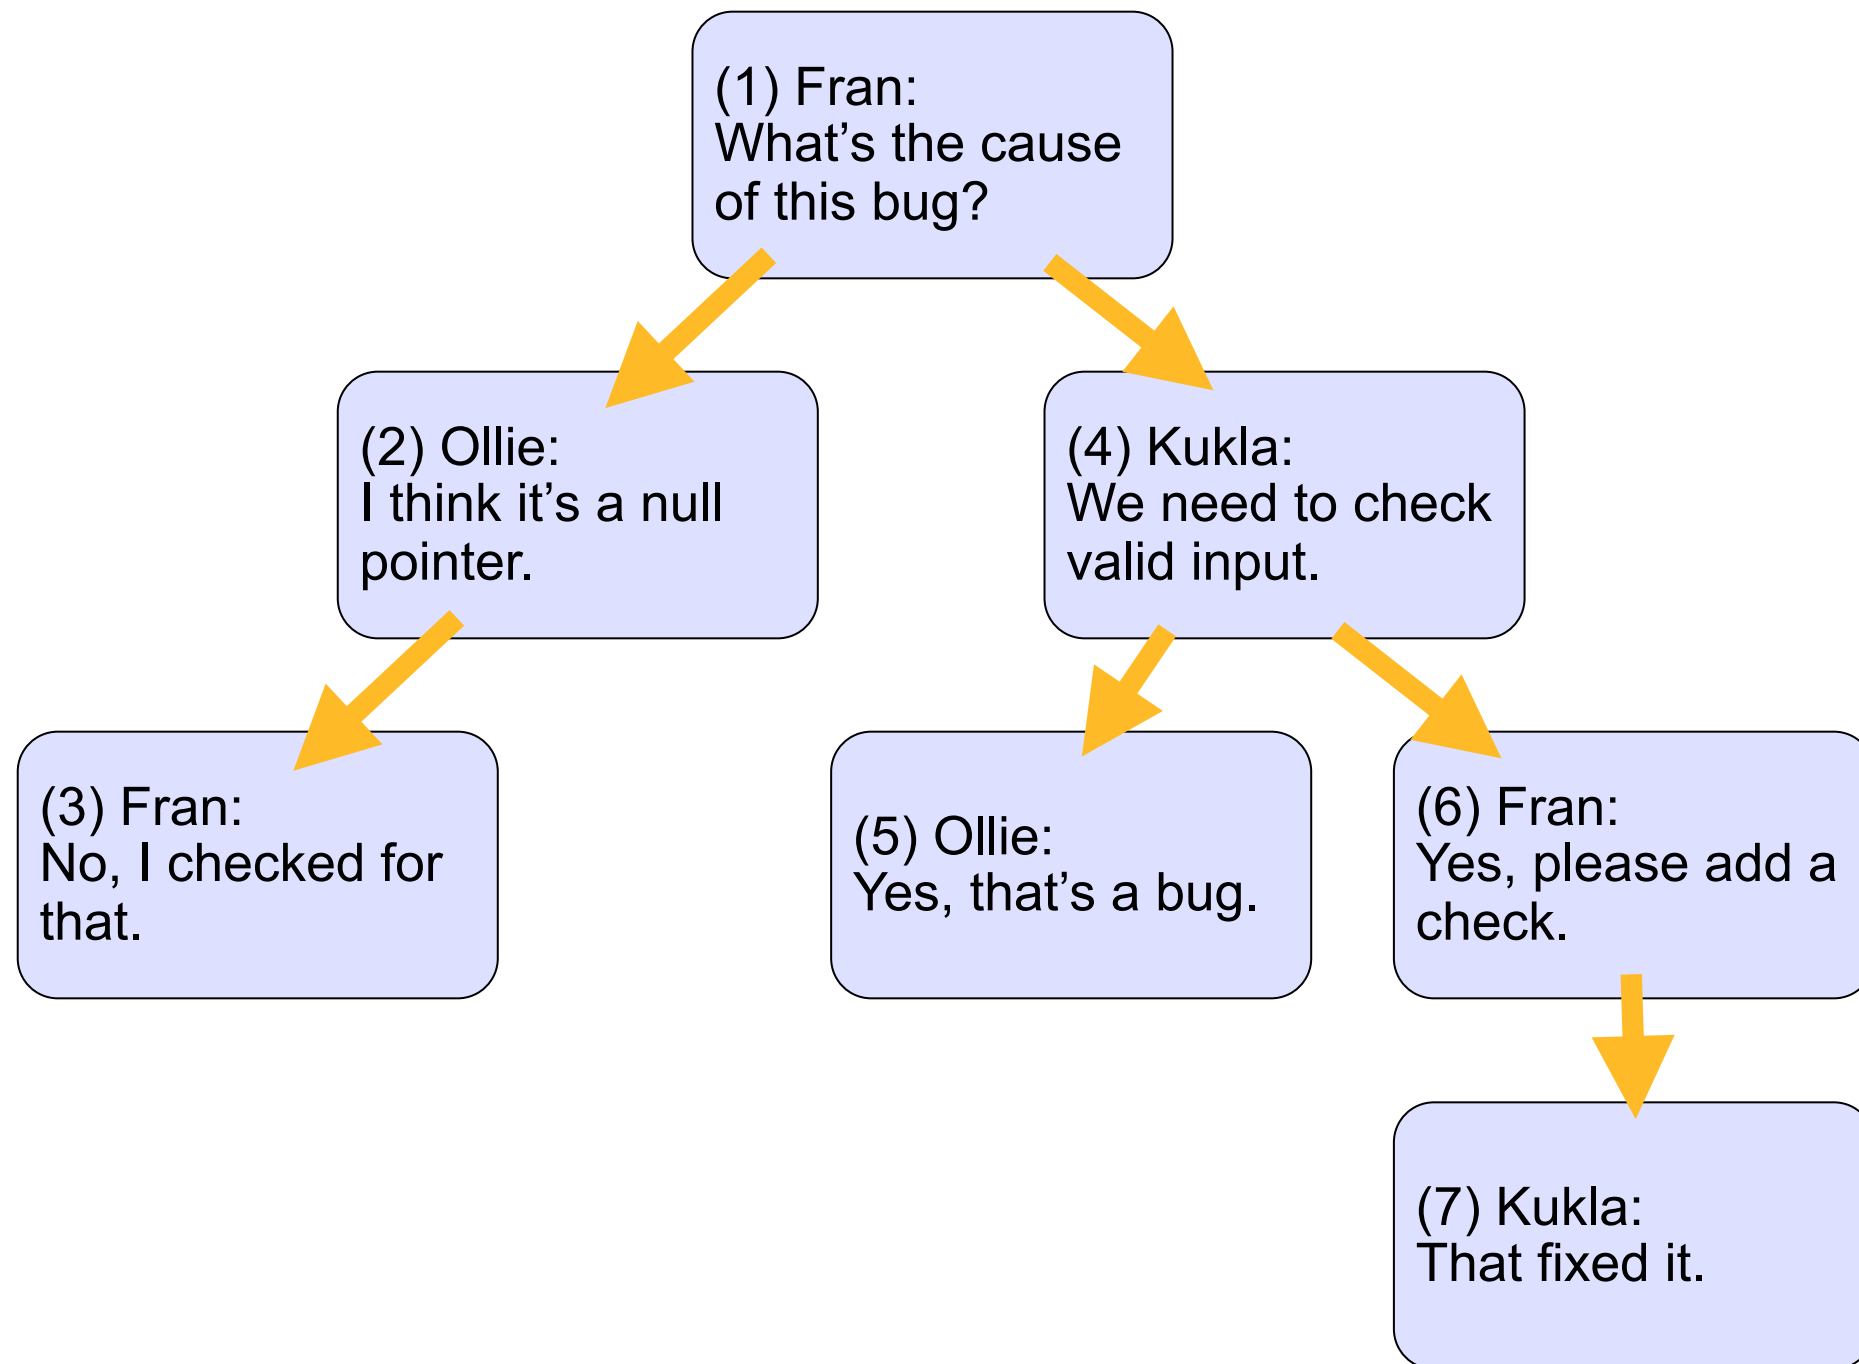 (1) Fran:
What’s the cause
of this bug?
(2) Ollie:
I think it’s a null
pointer.
(4) Kukla:
We need to check
valid input.
(3) Fran:
No, I checked for
that.
(5) Ollie:
Yes, that’s a bug.
(6) Fran:
Yes, please add a
check.
(7) Kukla:
That fixed it.